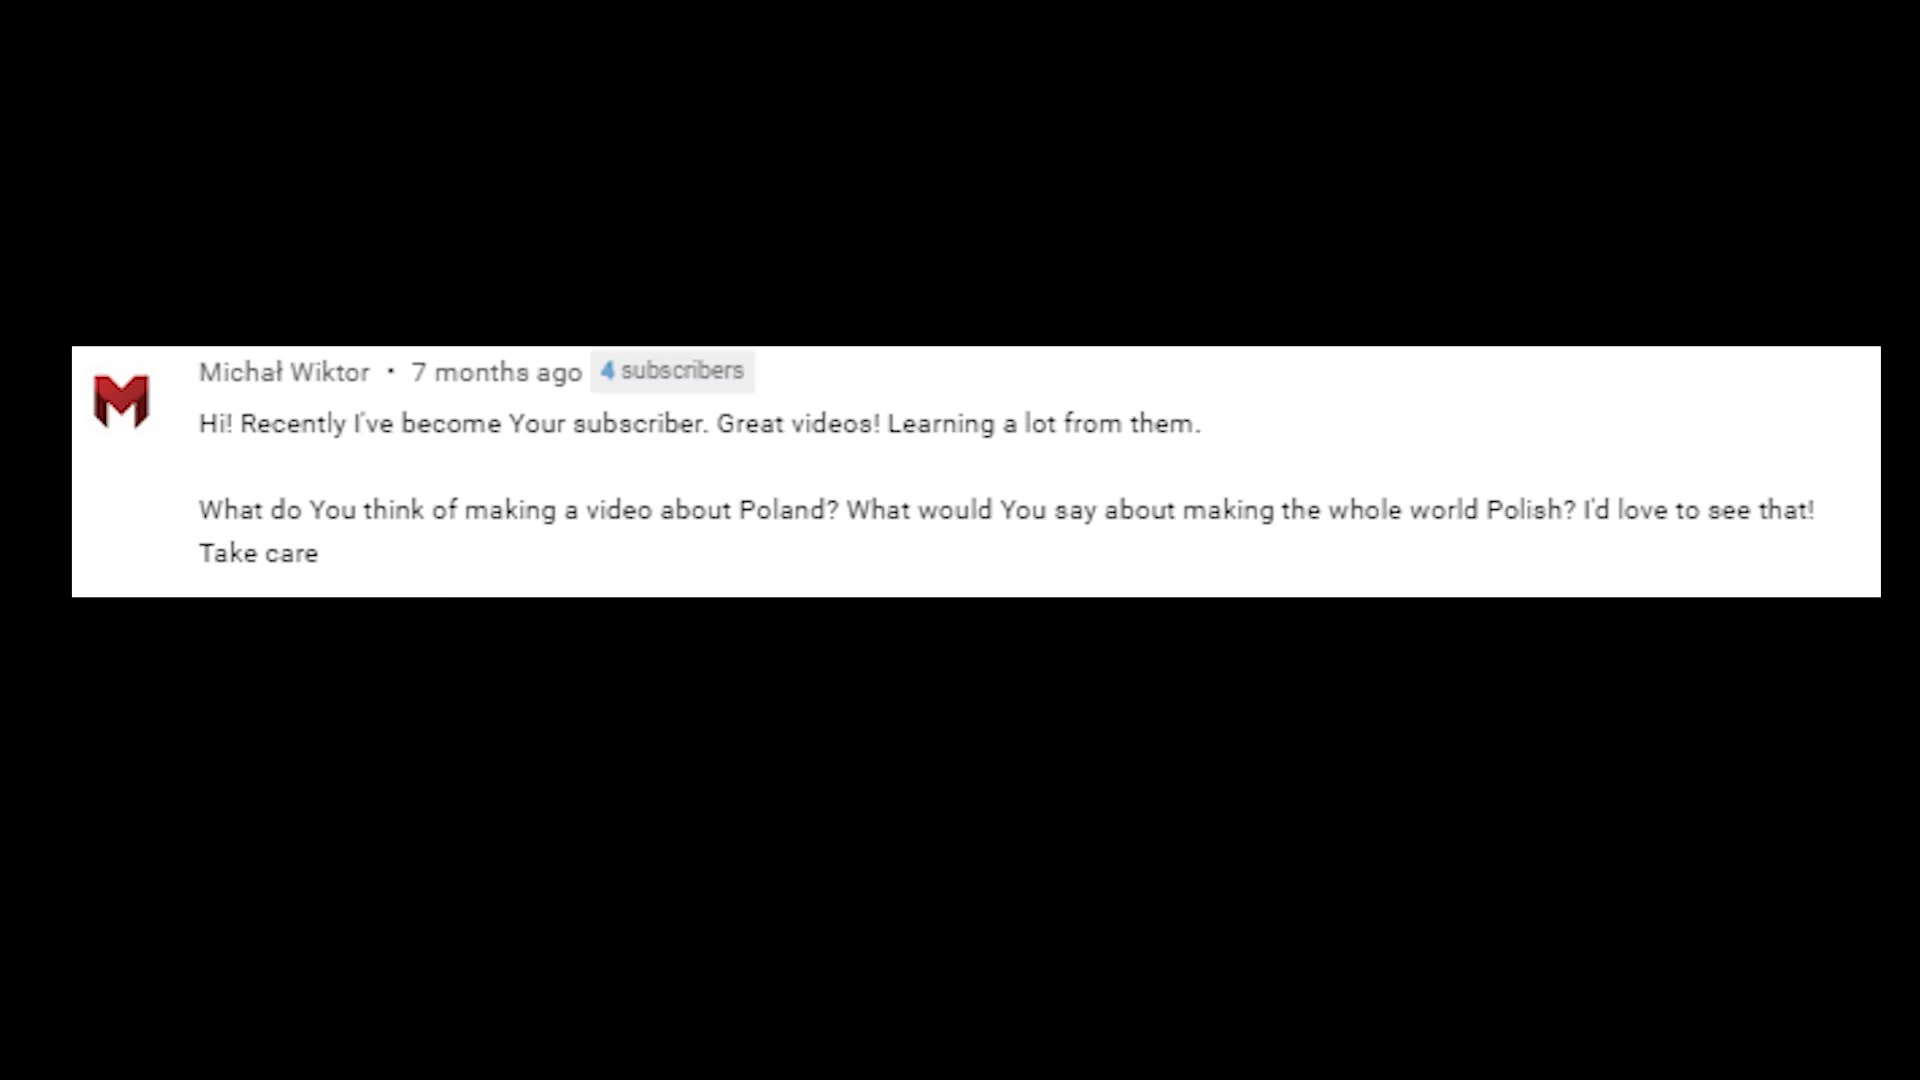 Michał Wiktor • 7 months ago 4 subscribers
Hi! Recently I've become Your subscriber. Great videos! Learning a lot from them.
What do You think of making a video about Poland? What would You say about making the whole world Polish? I'd love to see that!
Take care